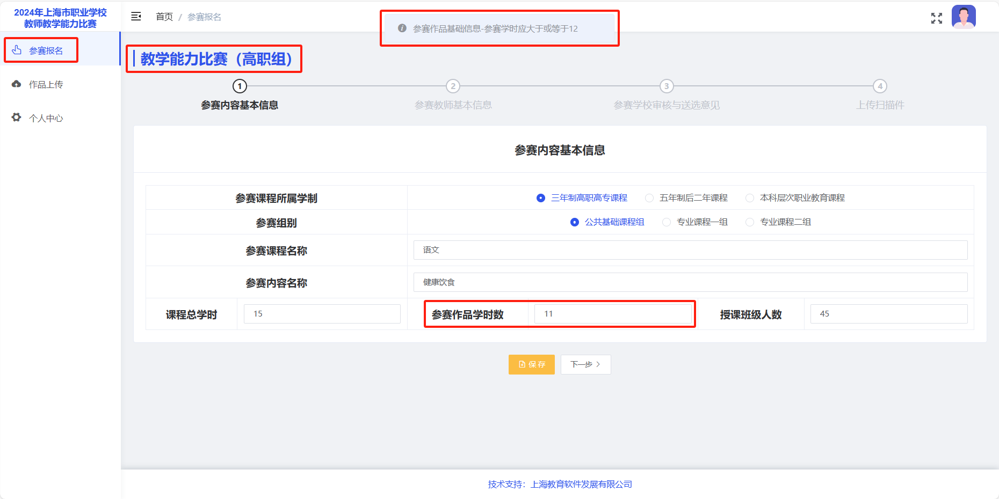 2024年上海市职业学校
教师教学能力比赛
首页 / 参赛报名
参赛作品基础信息-参赛学时应大于或等于12
参赛报名
作品上传
个人中心
教学能力比赛（高职组）
1
2
3
4
参赛内容基本信息
参赛教师基本信息
参赛学校审核与送选意见
上传扫描件
参赛内容基本信息
参赛课程所属学制 三年制高职高专课程 五年制后二年课程 本科层次职业教育课程
参赛组别 公共基础课程组 专业课程一组 专业课程二组
参赛课程名称 语文
参赛内容名称 健康饮食
课程总学时 15 参赛作品学时数 11 授课班级人数 45
保存 下一步 >
技术支持：上海教育软件发展有限公司